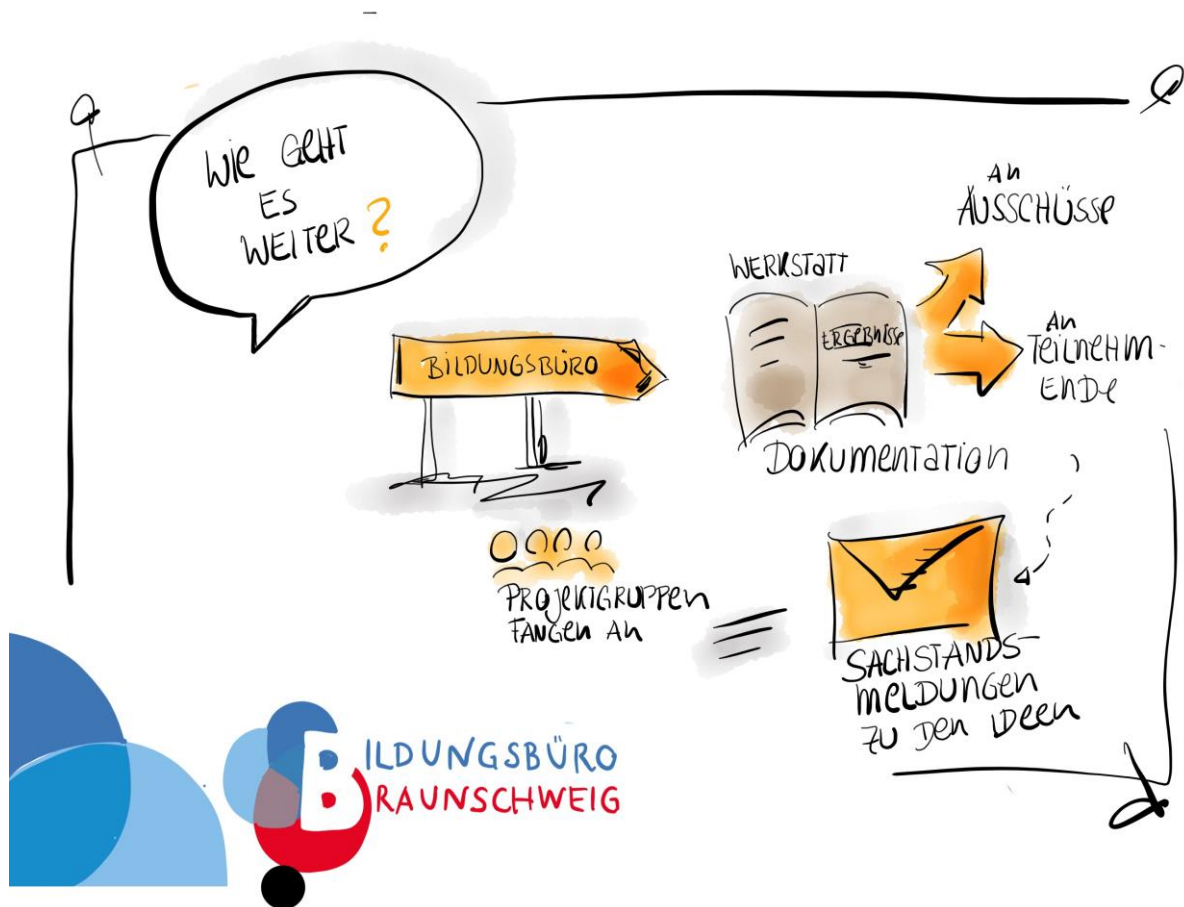 WIE GEHT
ES
WEITER?
AN
AUSSCHÜSSE
WERKSTATT
ERGEBNISSE
AN
TEILNEHM-
ENDE
BILDUNGSBÜRO
DOKUMENTATION
PROJEKTGRUPPEN
FANGEN AN
SACHSTANDS-
MELDUNGEN
ZU DEN IDEEN
BILDUNGSBÜRO
BRAUNSCHWEIG